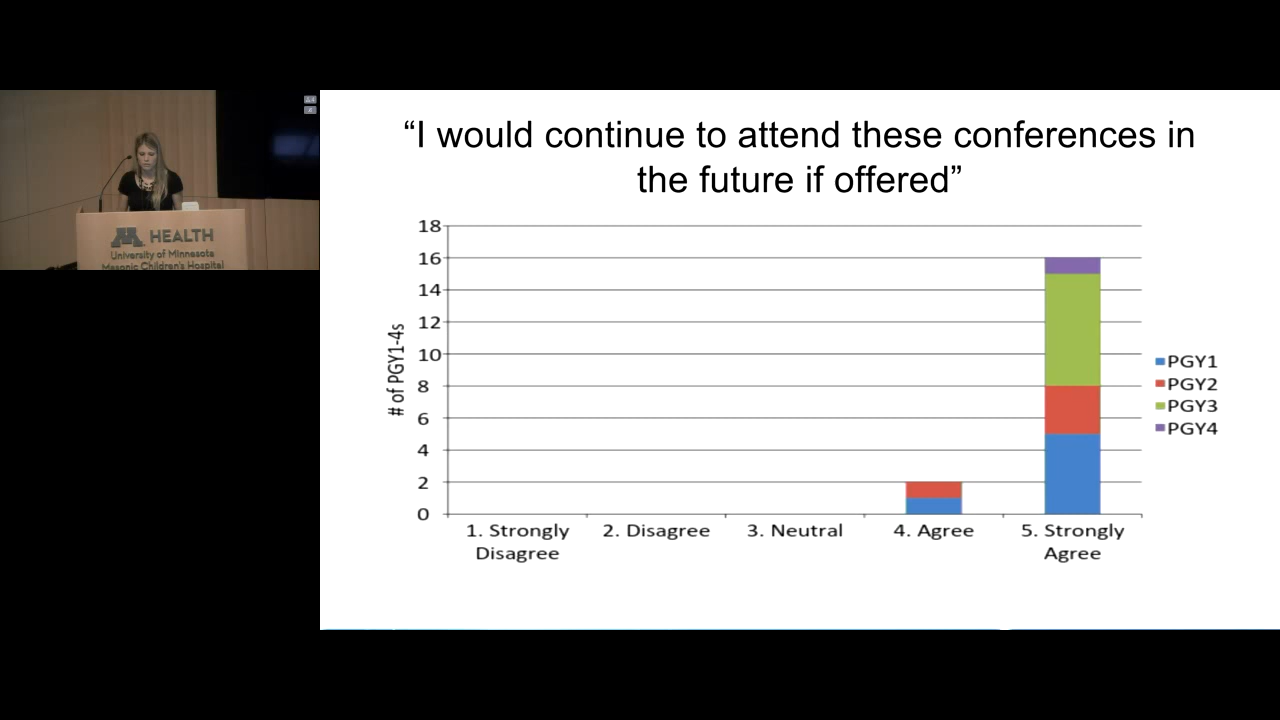 “I would continue to attend these conferences in
the future if offered”
18
16
14
12
10
8
6
4
2
0
# of PGY1-4s
1. Strongly
Disagree
2. Disagree
3. Neutral
4. Agree
5. Strongly
Agree
PGY1
PGY2
PGY3
PGY4
M HEALTH
University of Minnesota
Masonic Children's Hospital